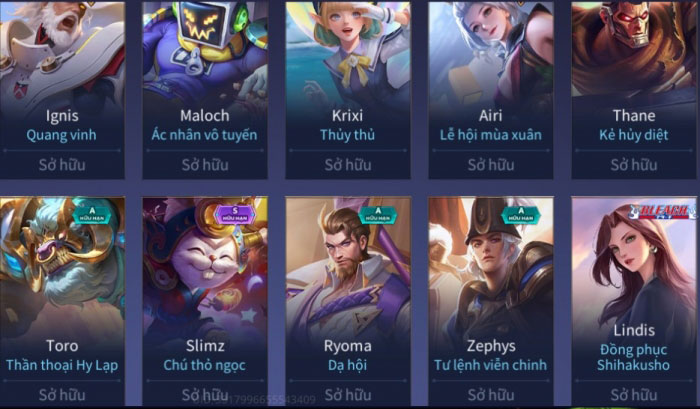 Ignis
Quang vinh
Sở hữu
Maloch
Ác nhân vô tuyến
Sở hữu
Krixi
Thủy thủ
Sở hữu
Airi
Lễ hội mùa xuân
Sở hữu
Thane
Kẻ hủy diệt
Sở hữu
A
HỮU HẠN
Toro
Thần thoại Hy Lạp
Sở hữu
S
HỮU HẠN
Slimz
Chú thỏ ngọc
Sở hữu
A
HỮU HẠN
Ryoma
Dạ hội
Sở hữu
A
HỮU HẠN
Zephys
Tư lệnh viễn chinh
Sở hữu
BLEACH
Lindis
Đồng phục
Shihakusho
Sở hữu